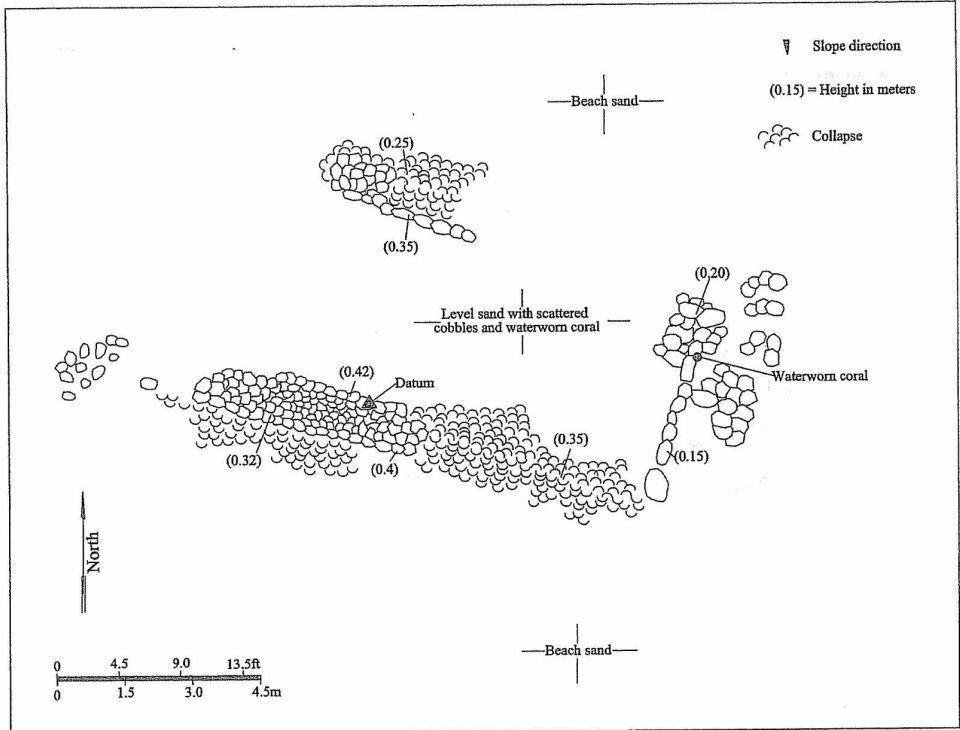 Slope direction
(0.15) = Height in meters
Collapse
Beach sand
(0.25)
(0.35)
(0.20)
Level sand with scattered
cobbles and waterworn coral
Waterworn coral
(0.42)
Datum
(0.32)
(0.4)
(0.35)
(0.15)
North
Beach sand
0 4.5 9.0 13.5ft
0 1.5 3.0 4.5m